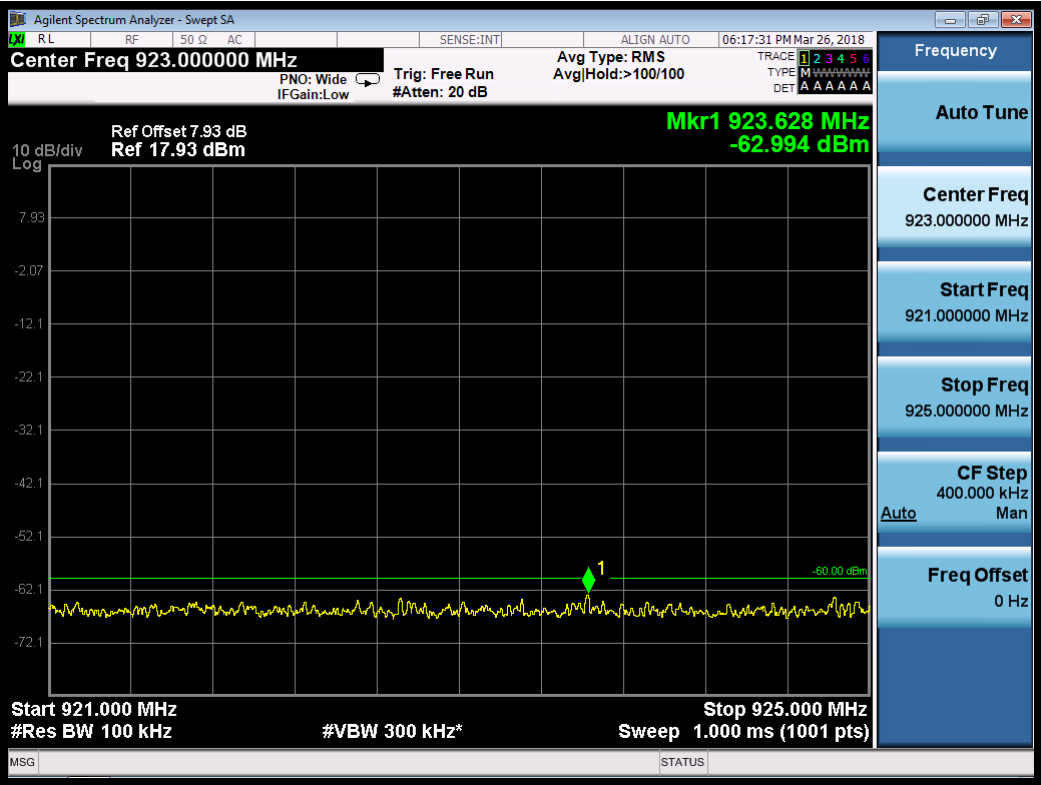 Agilent Spectrum Analyzer - Swept SA
LXI RL RF 50 Ω AC SENSE:INT ALIGN AUTO 06:17:31 PM Mar 26, 2018
Center Freq 923.000000 MHz
PNO: Wide
IFGain:Low
Trig: Free Run
#Atten: 20 dB
Avg Type: RMS
Avg|Hold:>100/100
TRACE 1 2 3 4 5 6
TYPE M WWWWW
DET A A A A A A
Mkr1 923.628 MHz
-62.994 dBm
Ref Offset 7.93 dB
10 dB/div Ref 17.93 dBm
Log
7.93
-2.07
-12.1
-22.1
-32.1
-42.1
-52.1
1
-60.00 dBm
-62.1
-72.1
Start 921.000 MHz Stop 925.000 MHz
#Res BW 100 kHz #VBW 300 kHz* Sweep 1.000 ms (1001 pts)
MSG STATUS
Frequency
Auto Tune
Center Freq
923.000000 MHz
Start Freq
921.000000 MHz
Stop Freq
925.000000 MHz
CF Step
400.000 kHz
Auto Man
Freq Offset
0 Hz